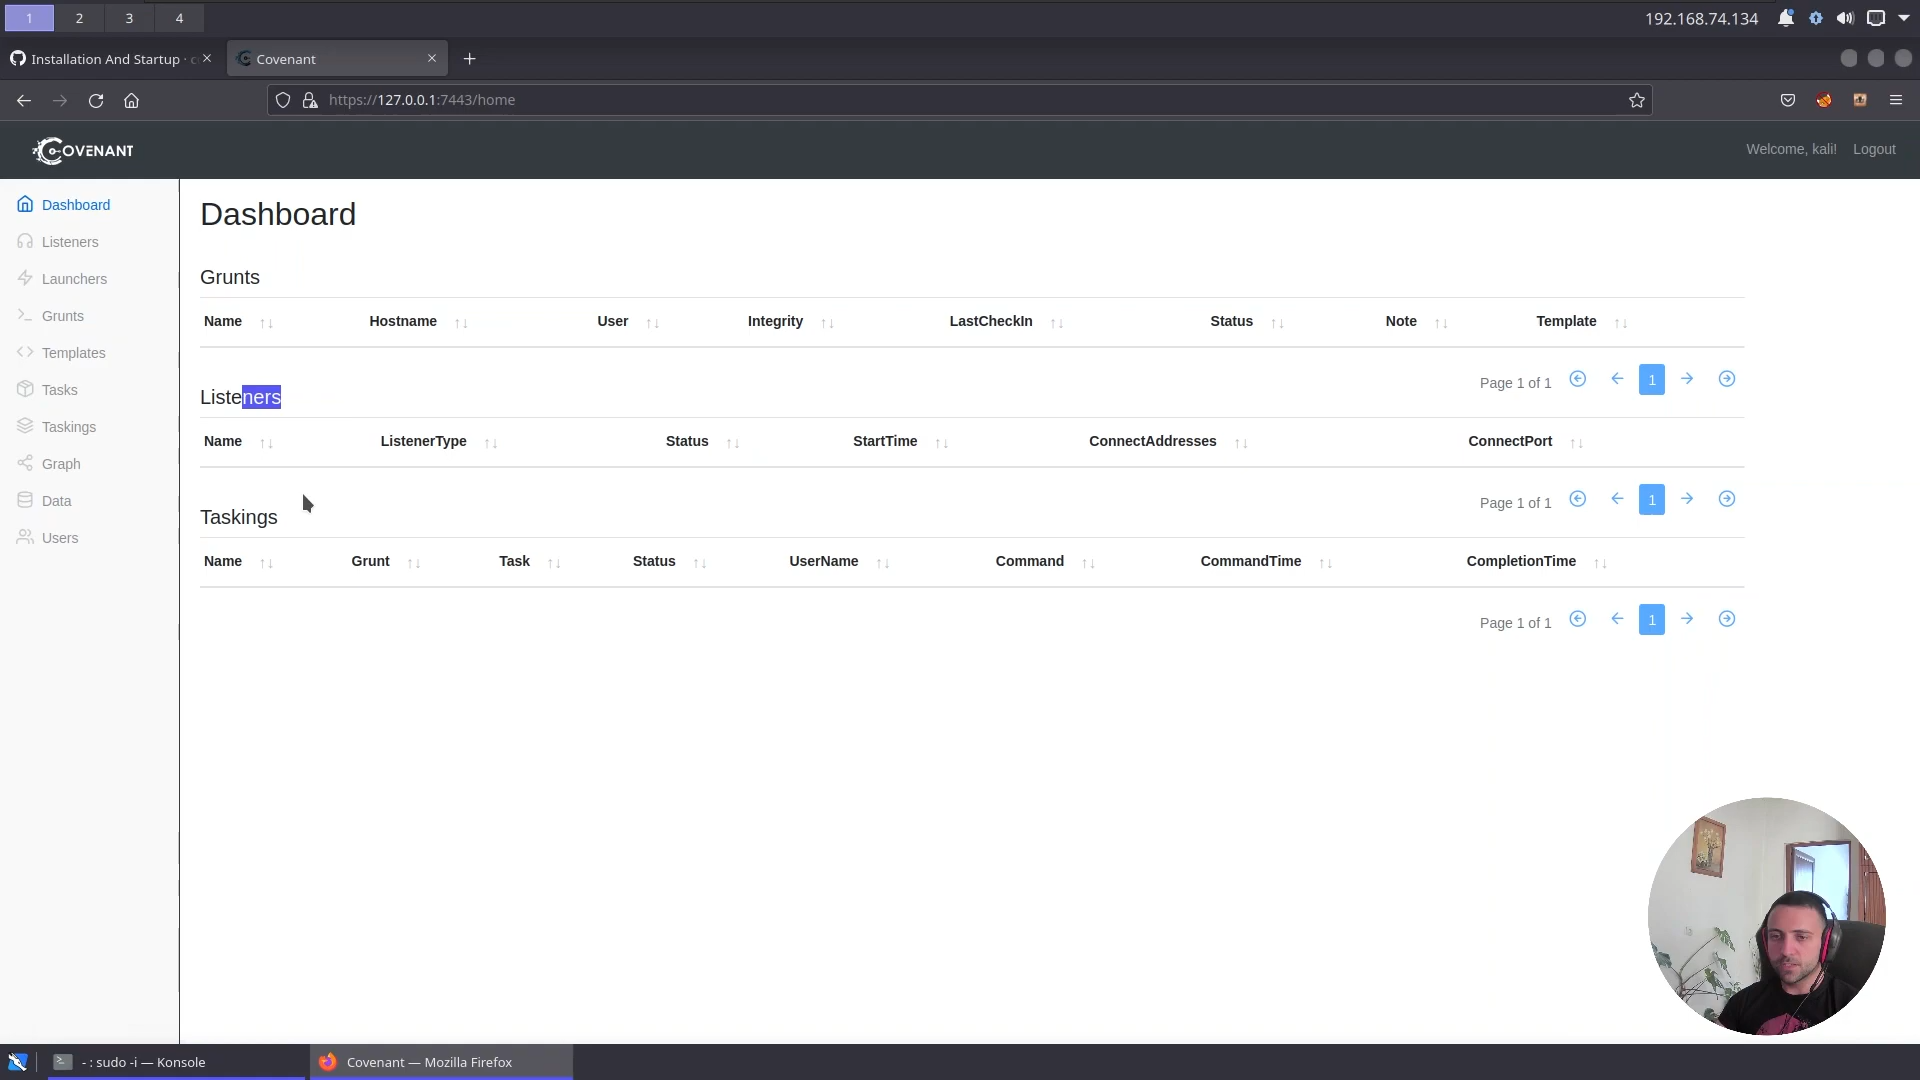 1 2 3 4 192.168.74.134
Installation And Startup · c Covenant
https://127.0.0.1:7443/home
COVENANT Welcome, kali! Logout
Dashboard
Listeners
Launchers
Grunts
Templates
Tasks
Taskings
Graph
Data
Users
Dashboard
Grunts
Name Hostname User Integrity LastCheckIn Status Note Template
Page 1 of 1 1
Listeners
Name ListenerType Status StartTime ConnectAddresses ConnectPort
Page 1 of 1 1
Taskings
Name Grunt Task Status UserName Command CommandTime CompletionTime
Page 1 of 1 1
- : sudo -i — Konsole Covenant — Mozilla Firefox